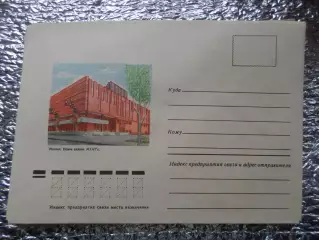 Куда
Кому
Индекс предприятия связи и адрес отправителя
Индекс предприятия связи места назначения